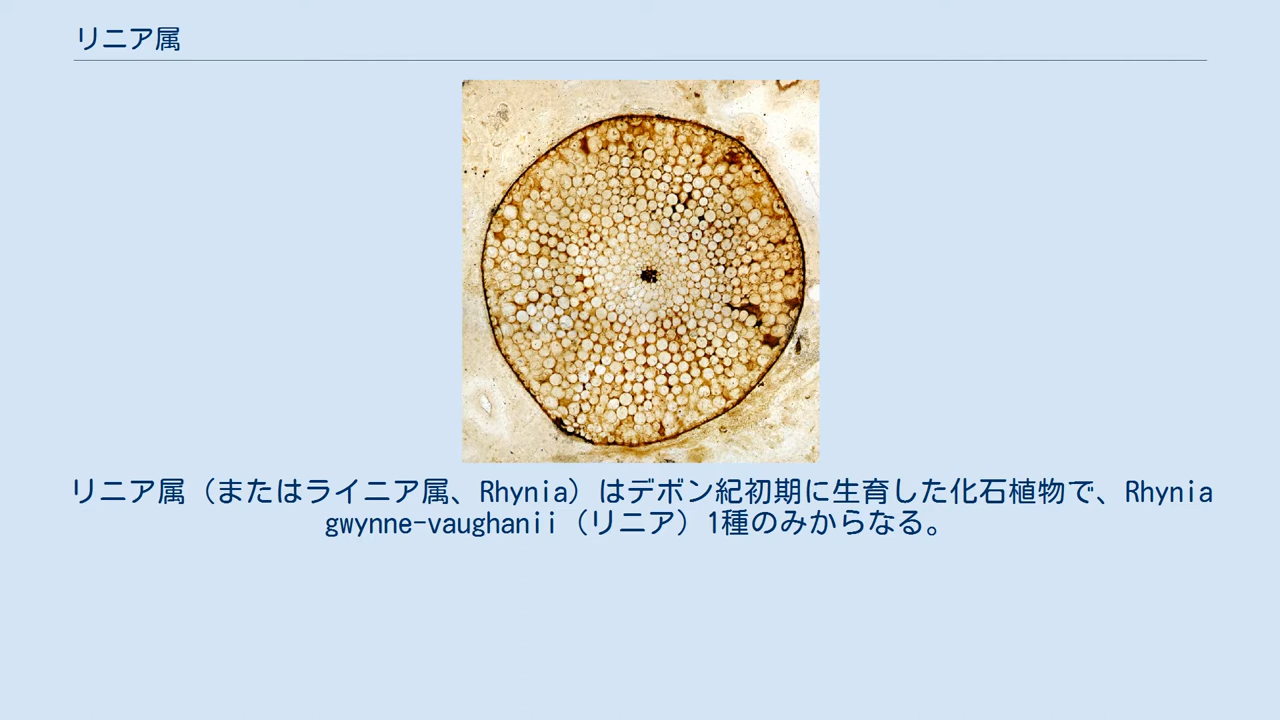 リニア属
リニア属（またはライニア属、Rhynia）はデボン紀初期に生育した化石植物で、Rhynia
gwynne-vaughanii（リニア）1種のみからなる。